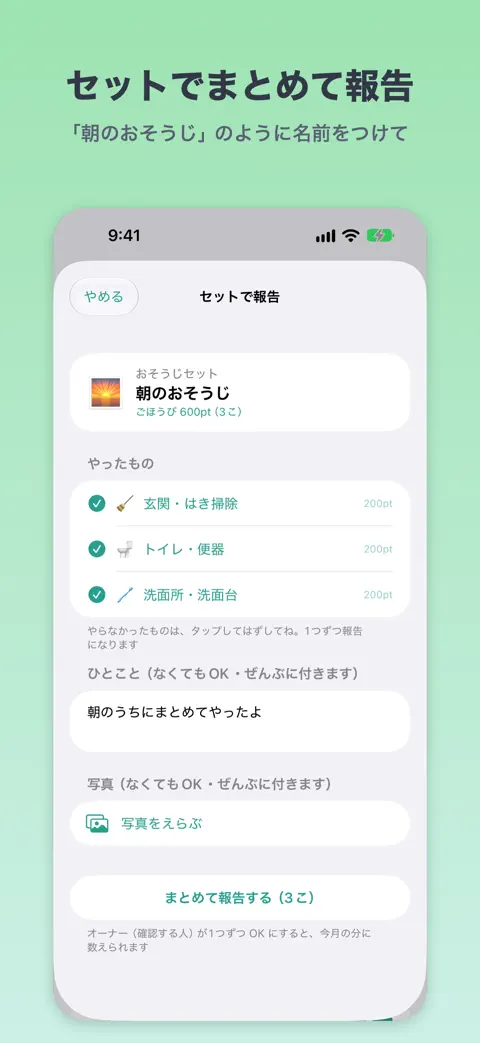 セットでまとめて報告
「朝のおそうじ」のように名前をつけて
9:41
やめる
セットで報告
おそうじセット
朝のおそうじ
ごほうび 600pt（3こ）
やったもの
玄関・はき掃除
200pt
トイレ・便器
200pt
洗面所・洗面台
200pt
やらなかったものは、タップしてはずしてね。1つずつ報告
になります
ひとこと（なくてもOK・ぜんぶに付きます）
朝のうちにまとめてやったよ
写真（なくてもOK・ぜんぶに付きます）
写真をえらぶ
まとめて報告する（3こ）
オーナー（確認する人）が1つずつ OK にすると、今月の分に
数えられます